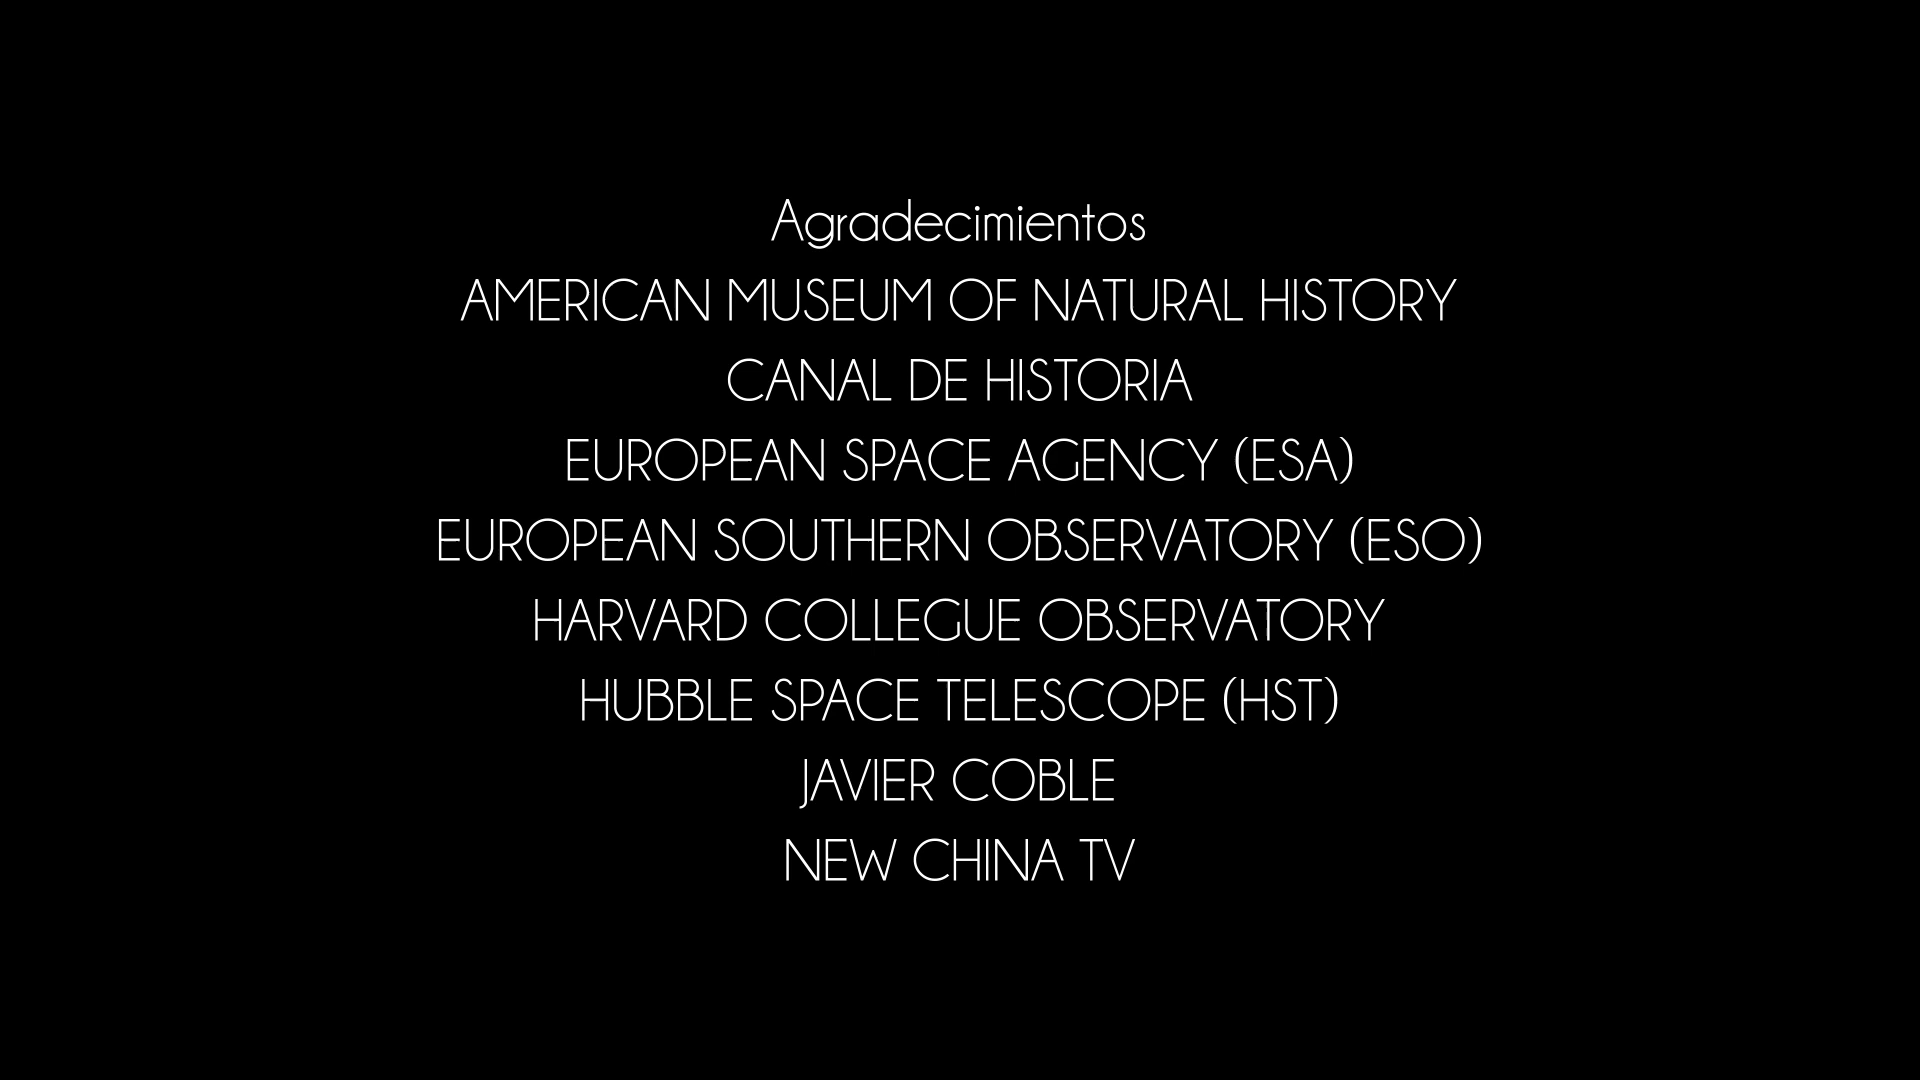 Agradecimientos
AMERICAN MUSEUM OF NATURAL HISTORY
CANAL DE HISTORIA
EUROPEAN SPACE AGENCY (ESA)
EUROPEAN SOUTHERN OBSERVATORY (ESO)
HARVARD COLLEGUE OBSERVATORY
HUBBLE SPACE TELESCOPE (HST)
JAVIER COBLE
NEW CHINA TV